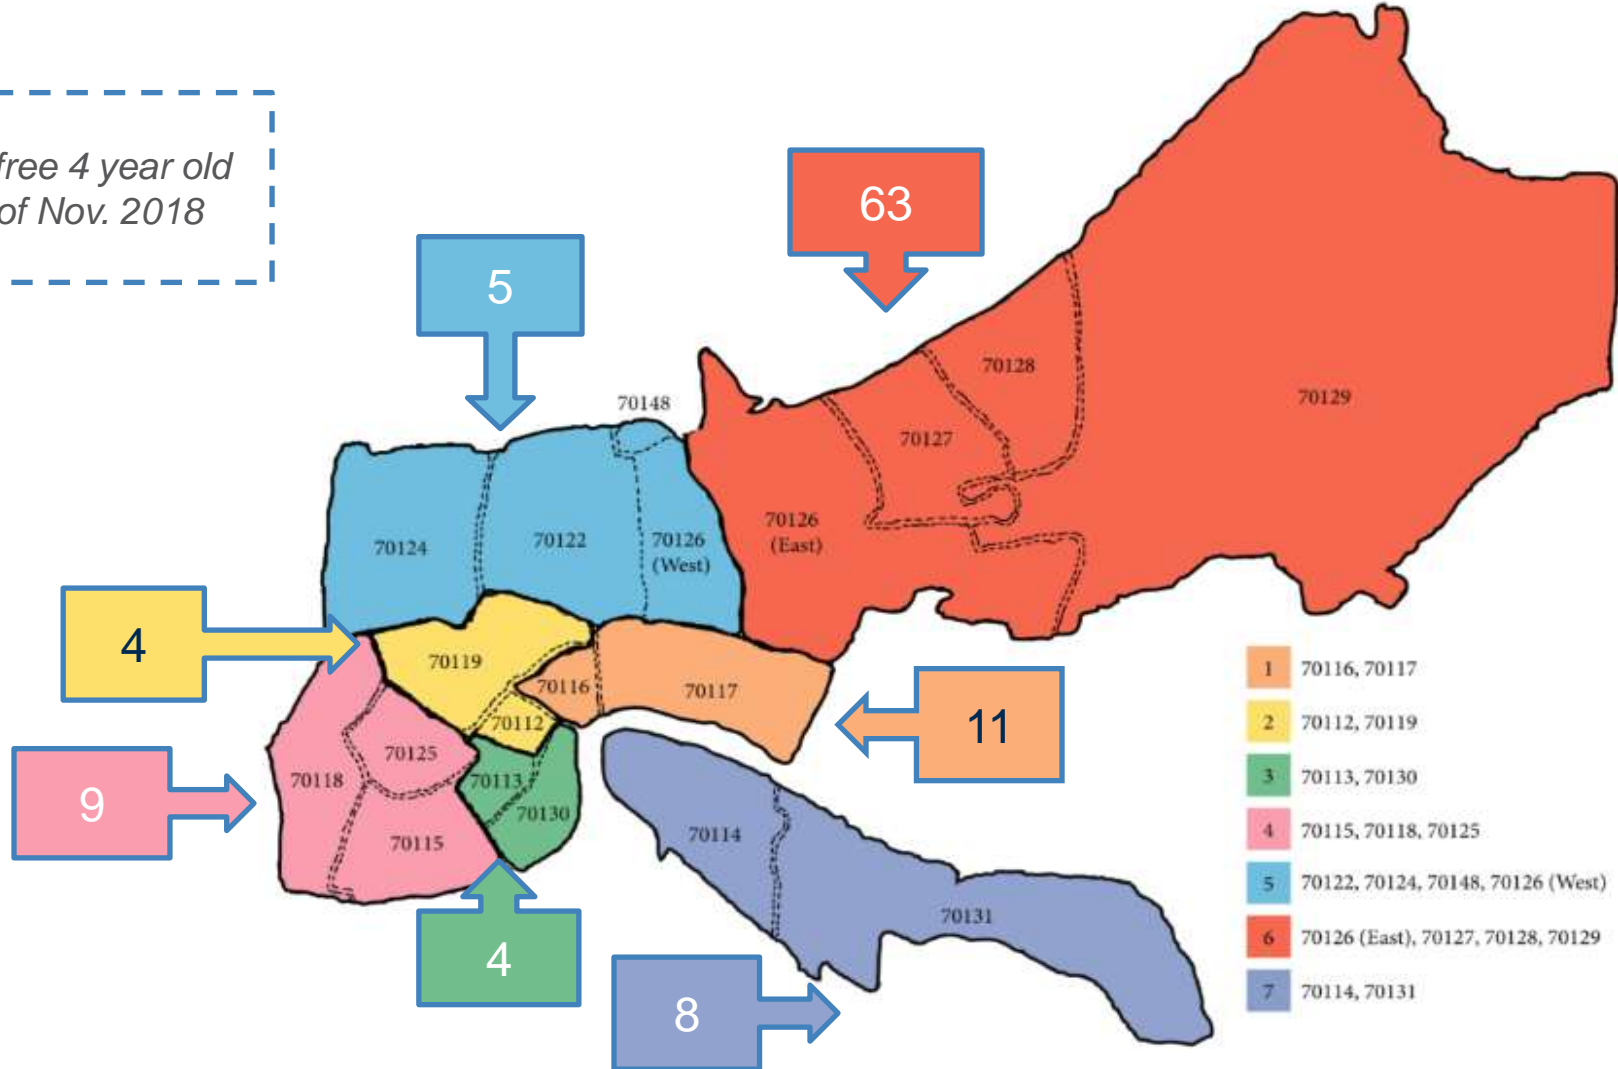 free 4 year old
of Nov. 2018
63
5
70148
70128
70129
70127
70126
(East)
70124
70122
70126
(West)
4
70119
70116
70117
70112
11
70125
70118
70113
70130
70115
9
4
70114
70131
8
1 70116, 70117
2 70112, 70119
3 70113, 70130
4 70115, 70118, 70125
5 70122, 70124, 70148, 70126 (West)
6 70126 (East), 70127, 70128, 70129
7 70114, 70131